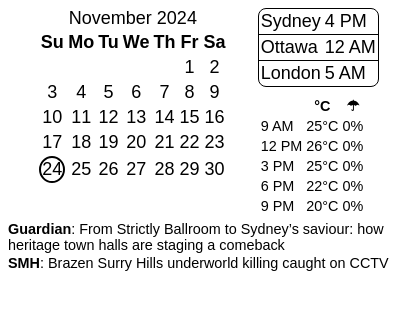 November 2024
Su Mo Tu We Th Fr Sa
1 2
3 4 5 6 7 8 9
10 11 12 13 14 15 16
17 18 19 20 21 22 23
24 25 26 27 28 29 30
Sydney 4 PM
Ottawa 12 AM
London 5 AM
°C ☂
9 AM 25°C 0%
12 PM 26°C 0%
3 PM 25°C 0%
6 PM 22°C 0%
9 PM 20°C 0%
Guardian: From Strictly Ballroom to Sydney’s saviour: how
heritage town halls are staging a comeback
SMH: Brazen Surry Hills underworld killing caught on CCTV